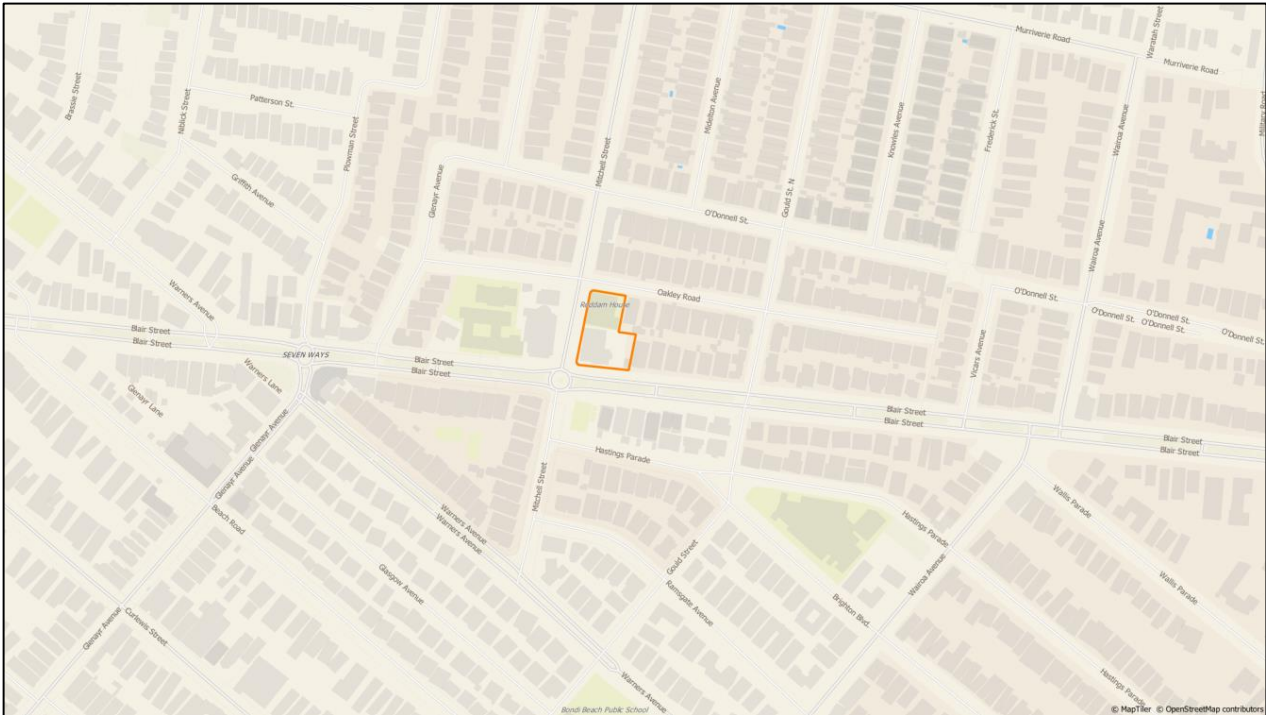 Murriverie Road
Waratah Street
Murriverie Road
Military Road
Brassie Street
Niblick Street
Patterson St.
Plowman Street
Griffith Avenue
Glenayr Avenue
Mitchell Street
Midelton Avenue
Gould St. N
Knowles Avenue
Frederick St.
Wairoa Avenue
O'Donnell St.
O'Donnell St.
Wairoa Avenue
O'Donnell St.
O'Donnell St.
O'Donnell St.
O'Donnell St.
Oakley Road
Reddam House
Warners Avenue
Blair Street
Blair Street
SEVEN WAYS
Blair Street
Blair Street
Vicars Avenue
Warners Lane
Glenayr Lane
Glenayr Avenue
Glenayr Avenue
Beach Road
Blair Street
Blair Street
Blair Street
Blair Street
Hastings Parade
Mitchell Street
Warners Avenue
Warners Avenue
Hastings Parade
Wallis Parade
Wallis Parade
Gould Street
Ramsgate Avenue
Wairoa Avenue
Brighton Blvd.
Glasgow Avenue
Curlewis Street
Glenayr Avenue
Warners Avenue
Hastings Parade
Bondi Beach Public School
© MapTiler © OpenStreetMap contributors